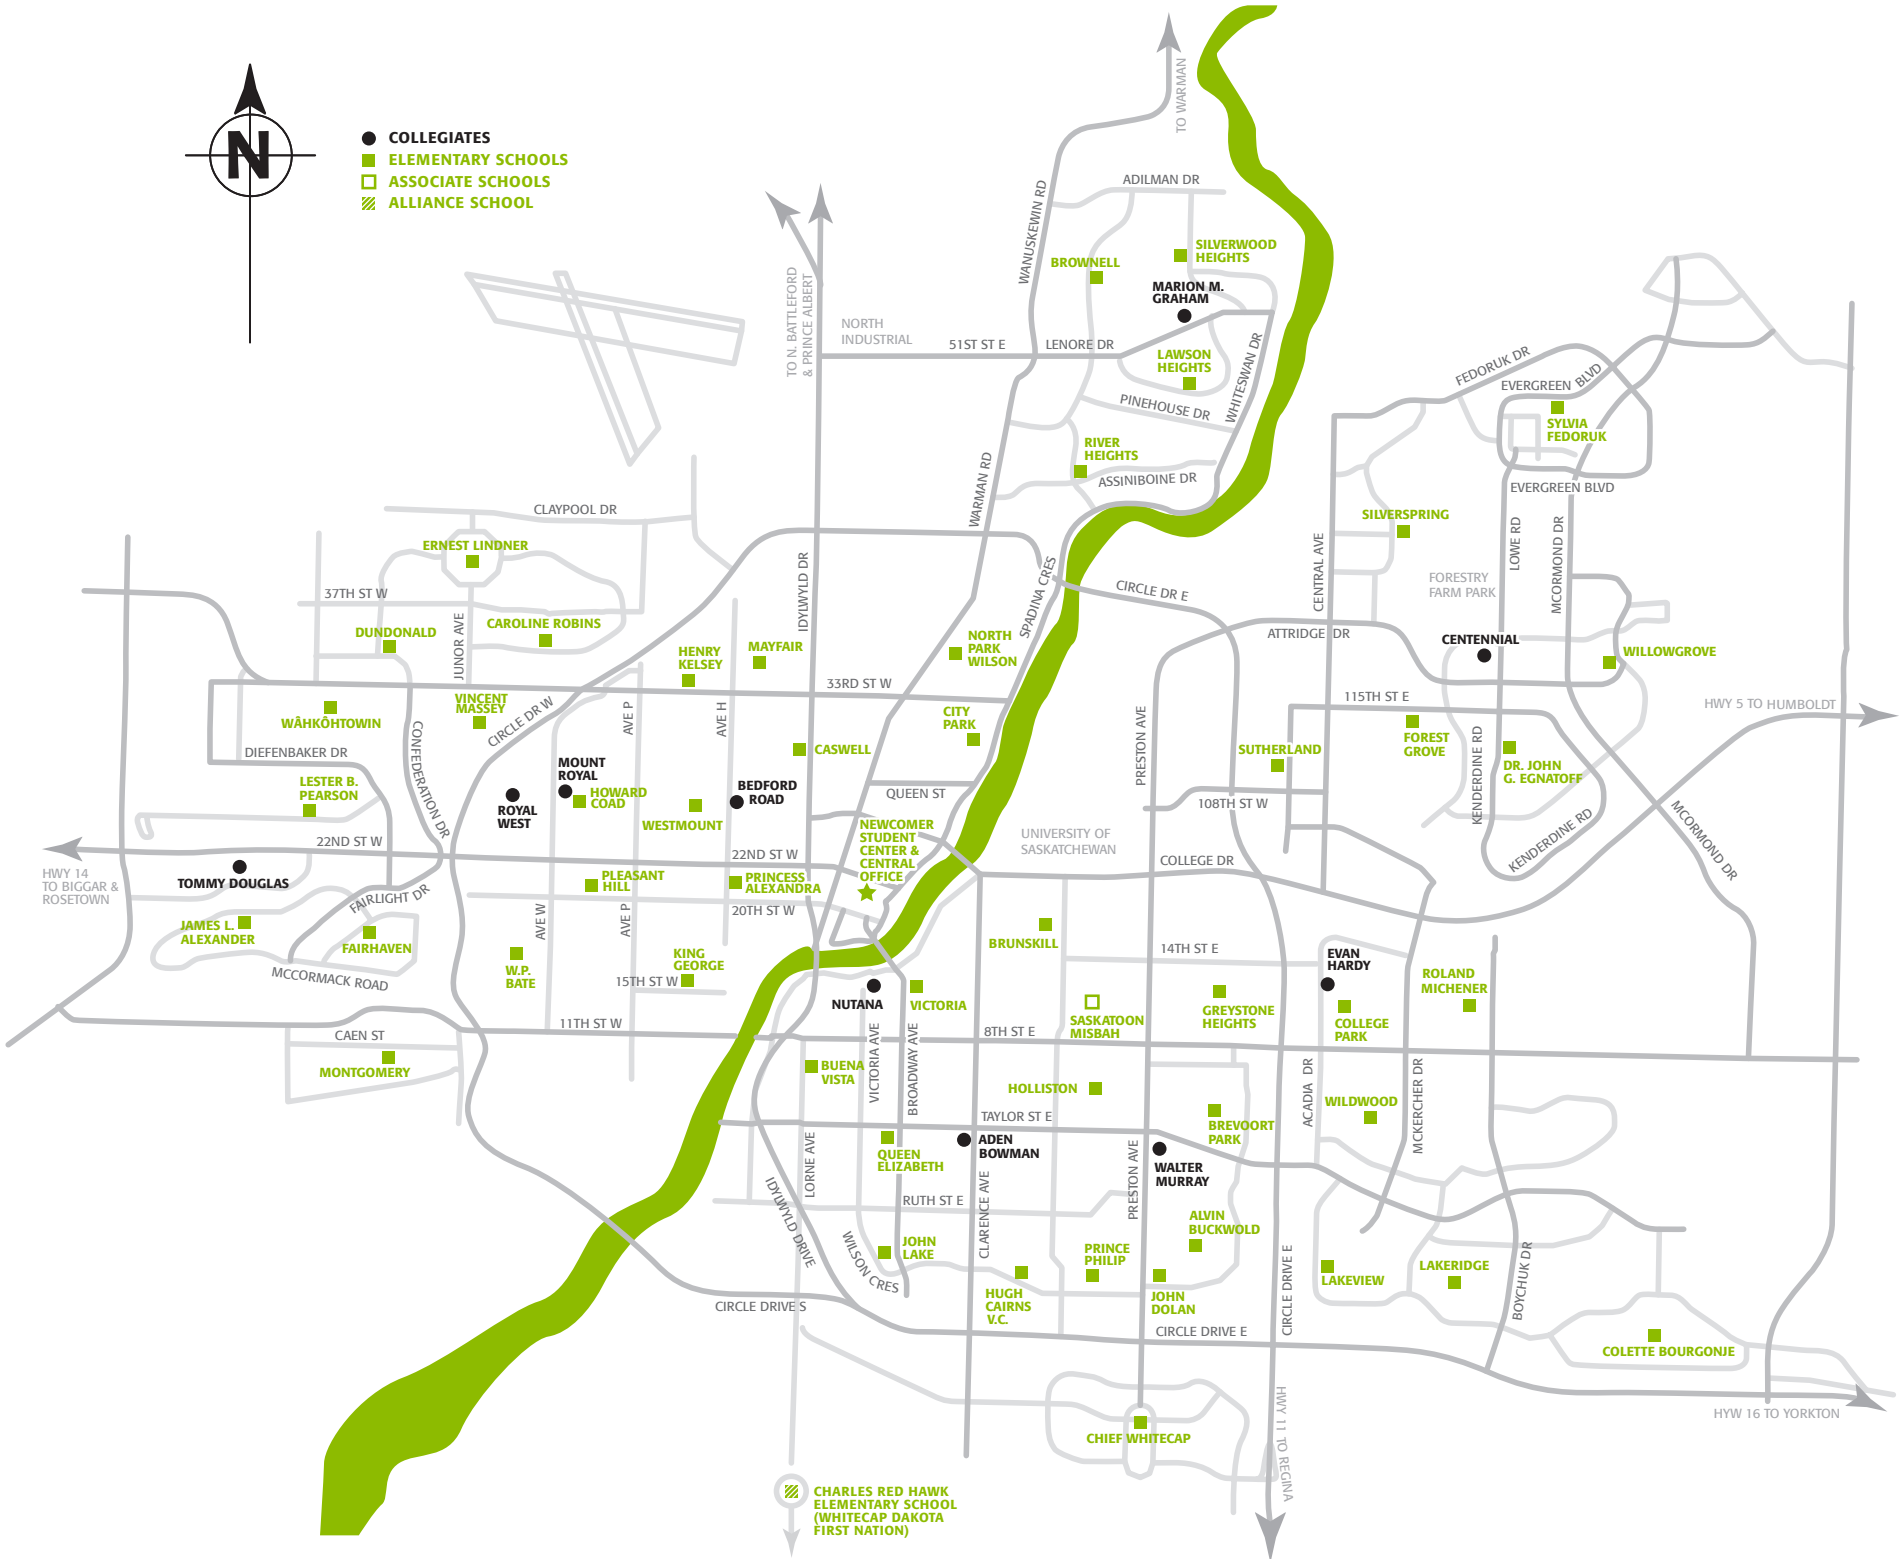 N
COLLEGIATES
ELEMENTARY SCHOOLS
ASSOCIATE SCHOOLS
ALLIANCE SCHOOL
TO WARMAN
ADILMAN DR
WANUSKEWIN RD
SILVERWOOD
HEIGHTS
BROWNELL
MARION M.
GRAHAM
TO N. BATTLEFORD
& PRINCE ALBERT
NORTH
INDUSTRIAL
51ST ST E
LENORE DR
LAWSON
HEIGHTS
WHITESWAN DR
PINEHOUSE DR
FEDORUK DR
EVERGREEN BLVD
SYLVIA
FEDORUK
RIVER
HEIGHTS
ASSINIBOINE DR
WARMAN RD
EVERGREEN BLVD
SILVERSPRING
LOWE RD
MCORMOND DR
CENTRAL AVE
FORESTRY
FARM PARK
CLAYPOOL DR
ERNEST LINDNER
37TH ST W
IDYLWYLD DR
SPADINA CRES
CIRCLE DR E
ATTRIDGE DR
CENTENNIAL
WILLOWGROVE
DUNDONALD
JUNOR AVE
CAROLINE ROBINS
HENRY
KELSEY
MAYFAIR
NORTH
PARK
WILSON
33RD ST W
115TH ST E
HWY 5 TO HUMBOLDT
WÂHKÔHTOWIN
VINCENT
MASSEY
CIRCLE DR W
AVE P
AVE H
CITY
PARK
PRESTON AVE
FOREST
GROVE
KENDERDINE RD
DIEFENBAKER DR
CONFEDERATION DR
CASWELL
SUTHERLAND
DR. JOHN
G. EGNATOFF
LESTER B.
PEARSON
MOUNT
ROYAL
ROYAL
WEST
HOWARD
COAD
WESTMOUNT
BEDFORD
ROAD
QUEEN ST
108TH ST W
KENDERDINE RD
MCORMOND DR
22ND ST W
NEWCOMER
STUDENT
CENTER &
CENTRAL
OFFICE
UNIVERSITY OF
SASKATCHEWAN
22ND ST W
COLLEGE DR
HWY 14
TO BIGGAR &
ROSETOWN
TOMMY DOUGLAS
FAIRLIGHT DR
PLEASANT
HILL
PRINCESS
ALEXANDRA
20TH ST W
AVE W
AVE P
JAMES L.
ALEXANDER
FAIRHAVEN
MCCORMACK ROAD
W.P.
BATE
KING
GEORGE
15TH ST W
BRUNSKILL
14TH ST E
EVAN
HARDY
ROLAND
MICHENER
NUTANA
VICTORIA
SASKATOON
MISBAH
GREYSTONE
HEIGHTS
COLLEGE
PARK
11TH ST W
8TH ST E
CAEN ST
MONTGOMERY
BUENA
VISTA
VICTORIA AVE
BROADWAY AVE
HOLLISTON
ACADIA DR
WILDWOOD
MCKERCHER DR
TAYLOR ST E
BREVOORT
PARK
QUEEN
ELIZABETH
ADEN
BOWMAN
WALTER
MURRAY
LORNE AVE
IDYLWYLD DRIVE
RUTH ST E
CLARENCE AVE
PRESTON AVE
ALVIN
BUCKWOLD
JOHN
LAKE
WILSON CRES
PRINCE
PHILIP
HUGH
CAIRNS
V.C.
JOHN
DOLAN
CIRCLE DRIVE E
LAKEVIEW
LAKERIDGE
BOYCHUK DR
CIRCLE DRIVE S
CIRCLE DRIVE E
COLETTE BOURGONJE
HWY 11 TO REGINA
HYW 16 TO YORKTON
CHIEF WHITECAP
CHARLES RED HAWK
ELEMENTARY SCHOOL
(WHITECAP DAKOTA
FIRST NATION)